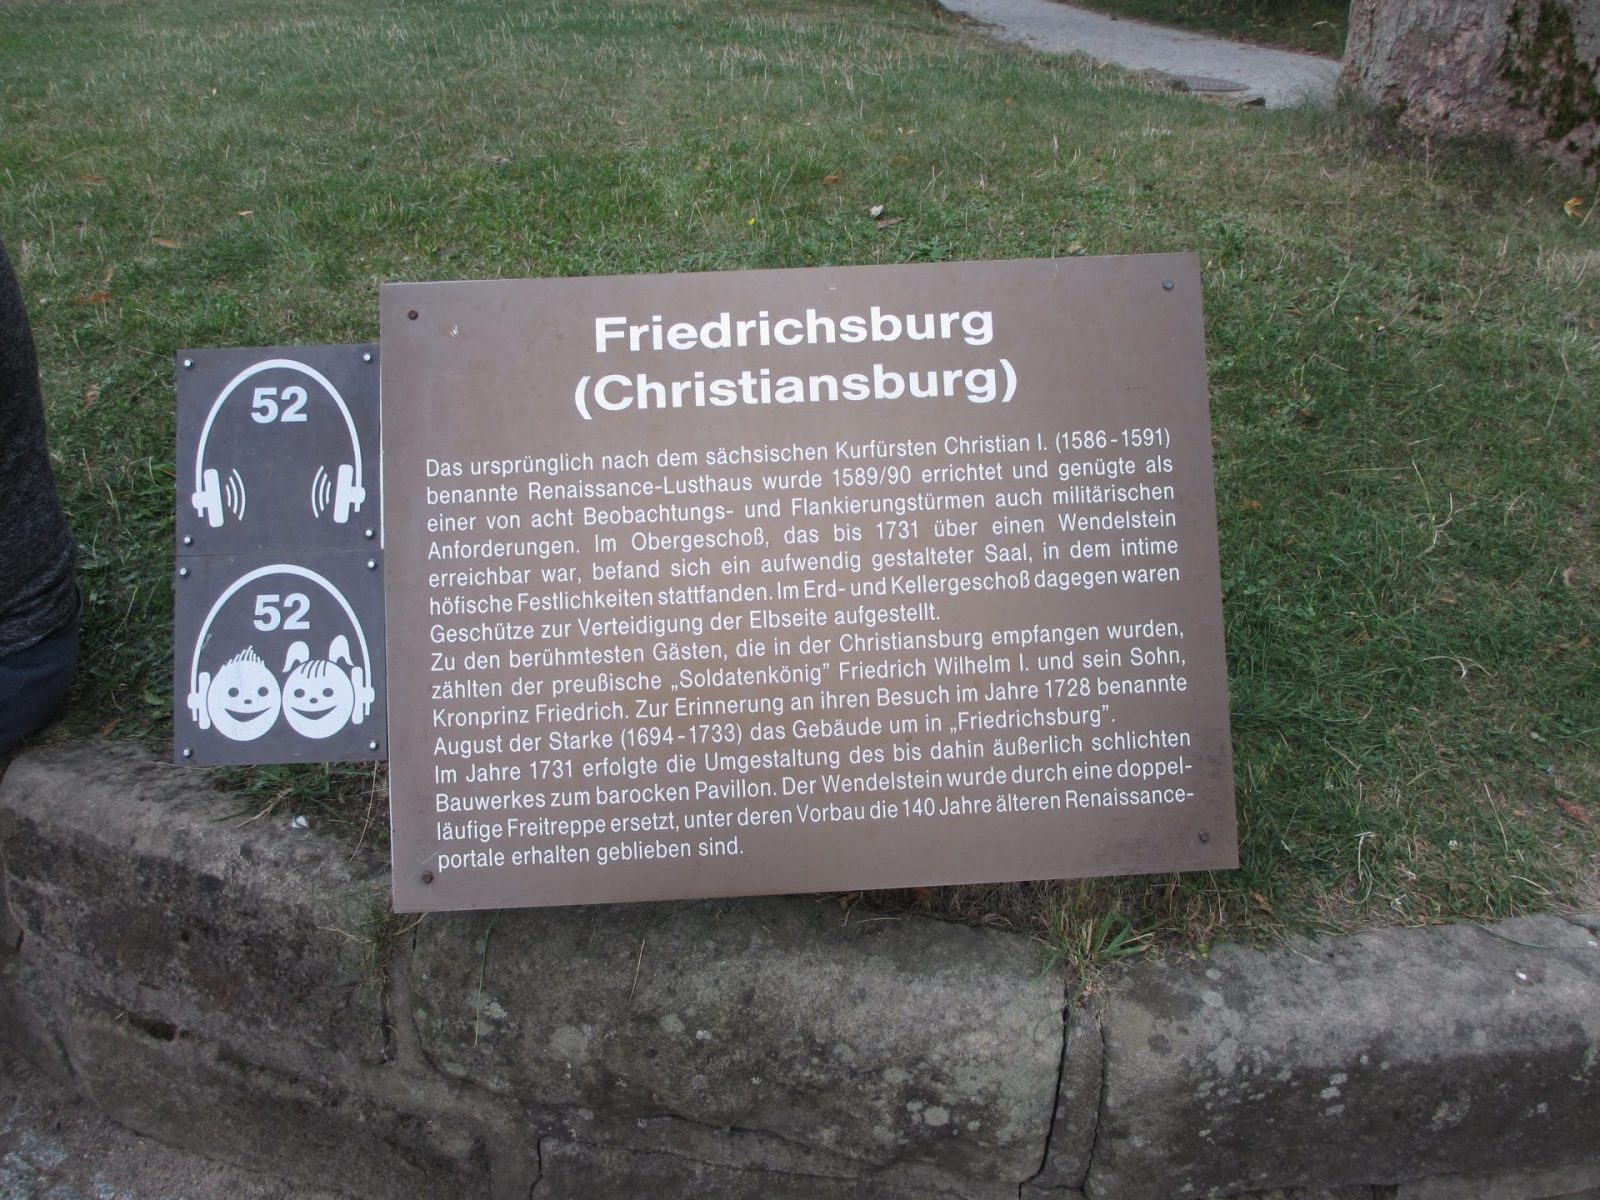 52
52
Friedrichsburg
(Christiansburg)
Das ursprünglich nach dem sächsischen Kurfürsten Christian I. (1586-1591)
benannte Renaissance-Lusthaus wurde 1589/90 errichtet und genügte als
einer von acht Beobachtungs- und Flankierungstürmen auch militärischen
Anforderungen. Im Obergeschoß, das bis 1731 über einen Wendelstein
erreichbar war, befand sich ein aufwendig gestalteter Saal, in dem intime
höfische Festlichkeiten stattfanden. Im Erd- und Kellergeschoß dagegen waren
Geschütze zur Verteidigung der Elbseite aufgestellt.
Zu den berühmtesten Gästen, die in der Christiansburg empfangen wurden,
zählten der preußische „Soldatenkönig” Friedrich Wilhelm I. und sein Sohn,
Kronprinz Friedrich. Zur Erinnerung an ihren Besuch im Jahre 1728 benannte
August der Starke (1694-1733) das Gebäude um in „Friedrichsburg”.
Im Jahre 1731 erfolgte die Umgestaltung des bis dahin äußerlich schlichten
Bauwerkes zum barocken Pavillon. Der Wendelstein wurde durch eine doppel-
läufige Freitreppe ersetzt, unter deren Vorbau die 140 Jahre älteren Renaissance-
portale erhalten geblieben sind.